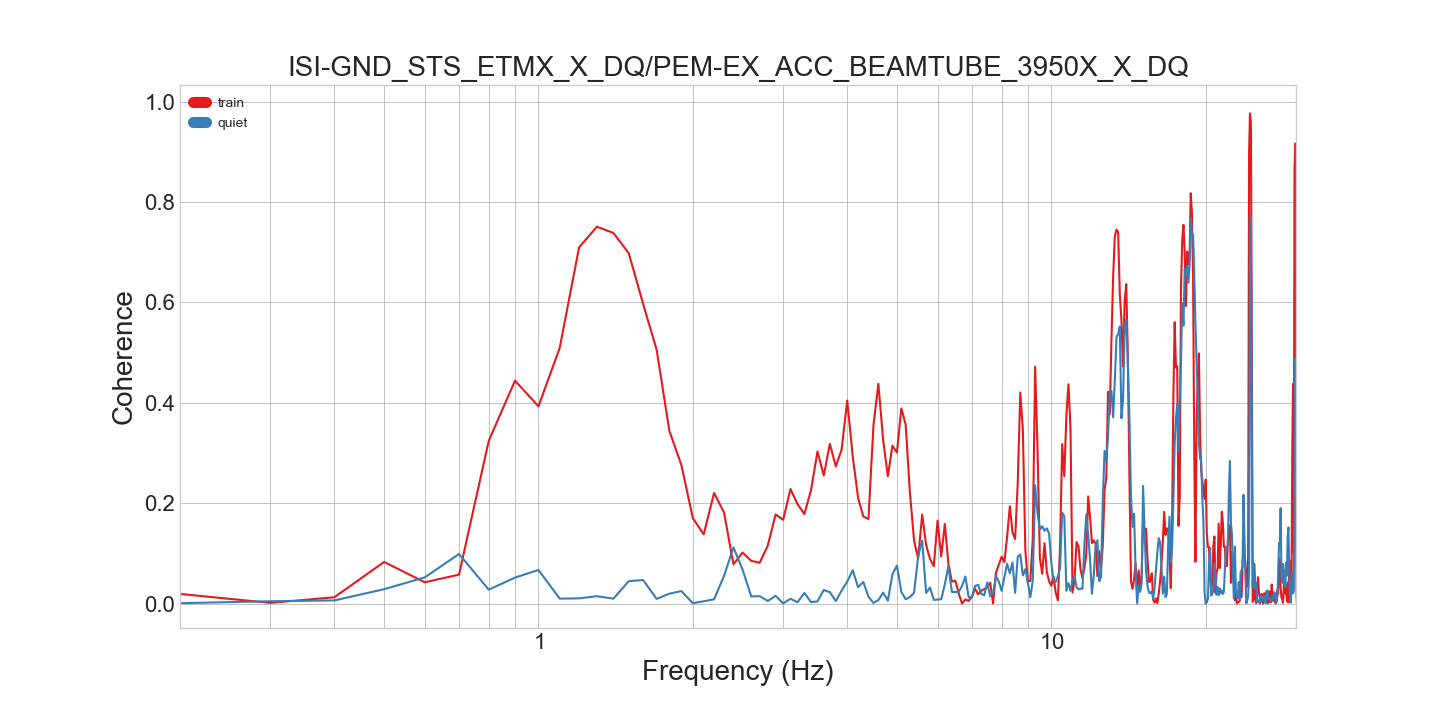 ISI-GND_STS_ETMX_X_DQ/PEM-EX_ACC_BEAMTUBE_3950X_X_DQ
train
quiet
1.0
0.8
0.6
0.4
0.2
0.0
Coherence
1
10
Frequency (Hz)